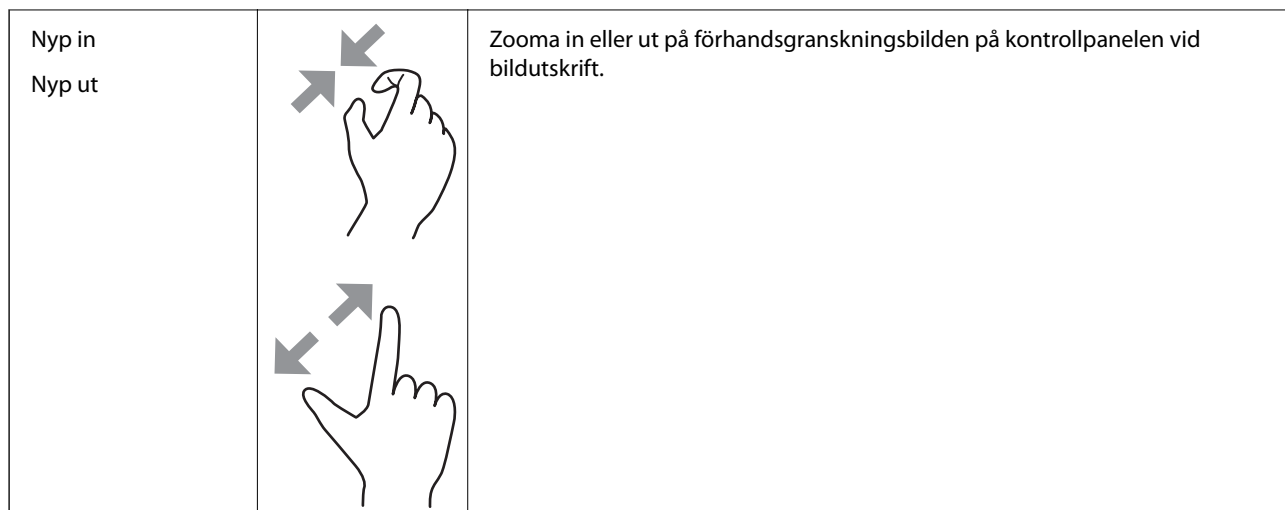 Nyp in
Nyp ut
Zooma in eller ut på förhandsgranskningsbilden på kontrollpanelen vid
bildutskrift.